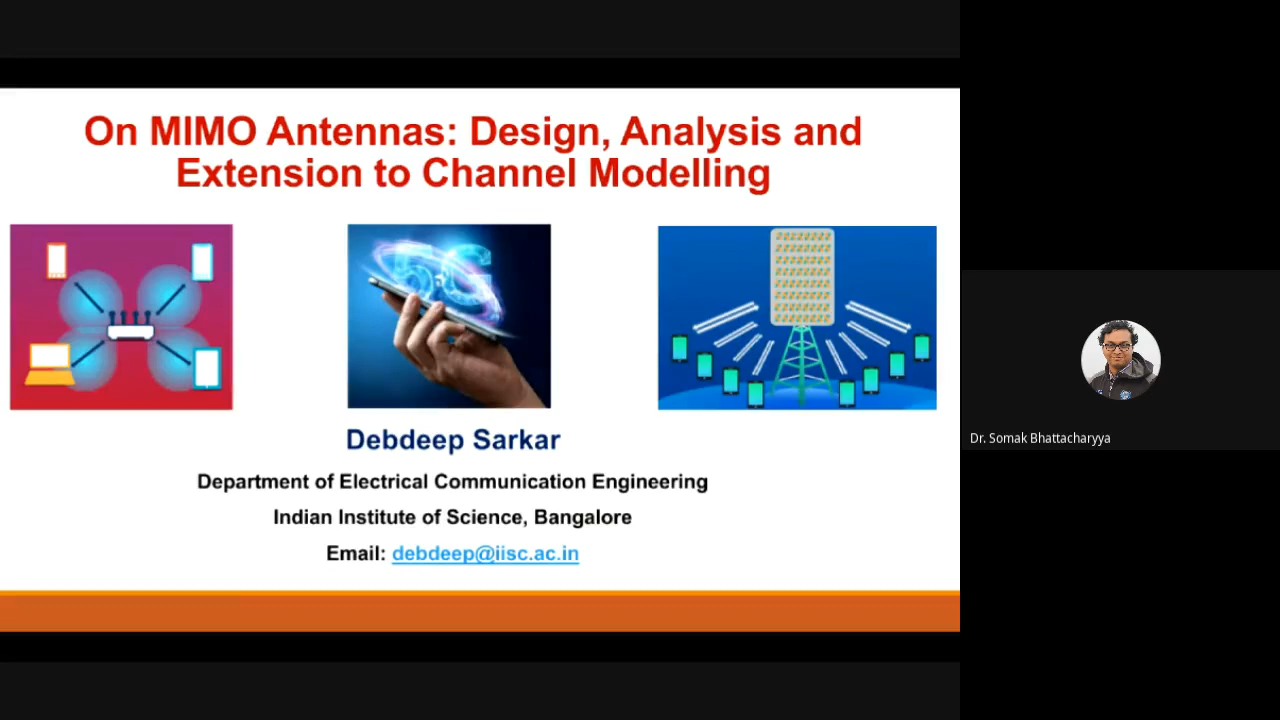 On MIMO Antennas: Design, Analysis and
Extension to Channel Modelling
5G
Debdeep Sarkar
Department of Electrical Communication Engineering
Indian Institute of Science, Bangalore
Email: debdeep@iisc.ac.in
Dr. Somak Bhattacharyya